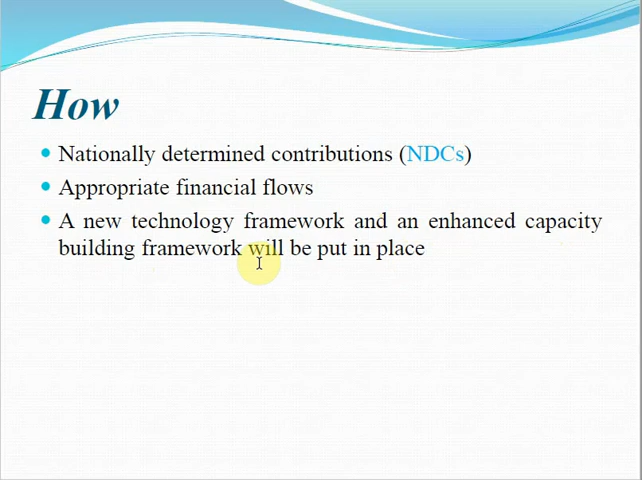 How
Nationally determined contributions (NDCs)
Appropriate financial flows
A new technology framework and an enhanced capacity
building framework will be put in place